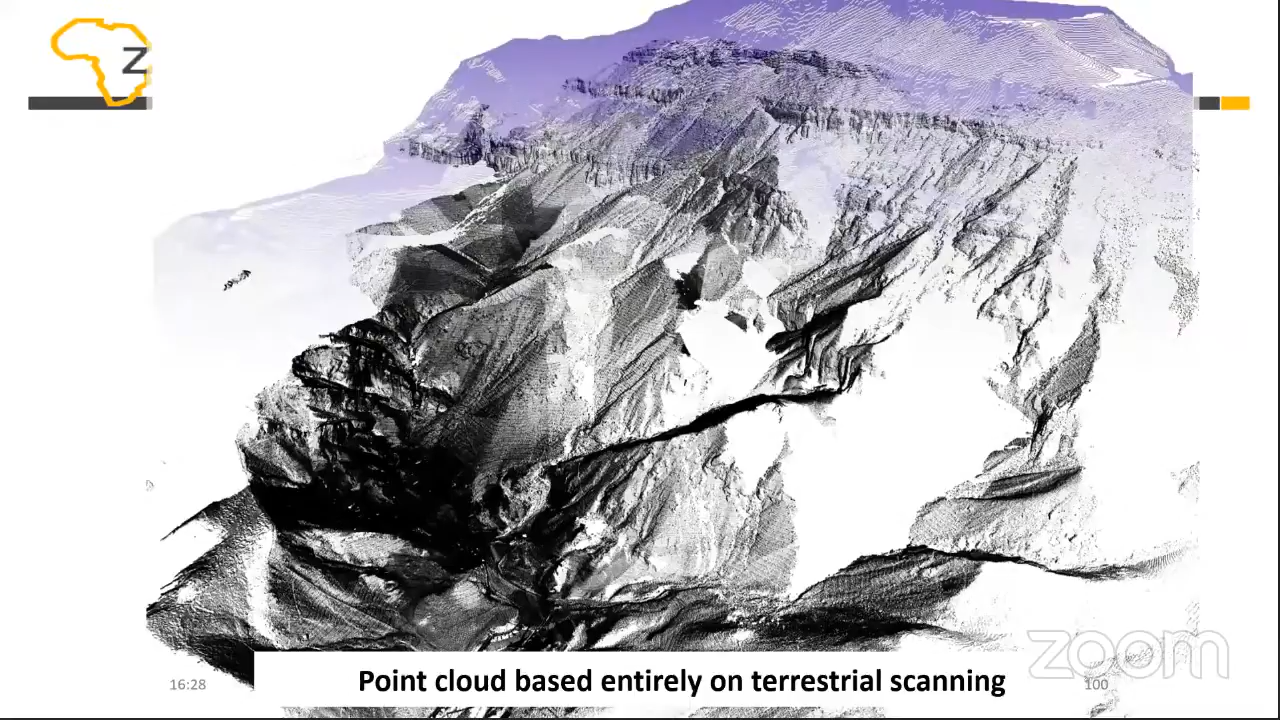 Z
Point cloud based entirely on terrestrial scanning
16:28
100
zoom